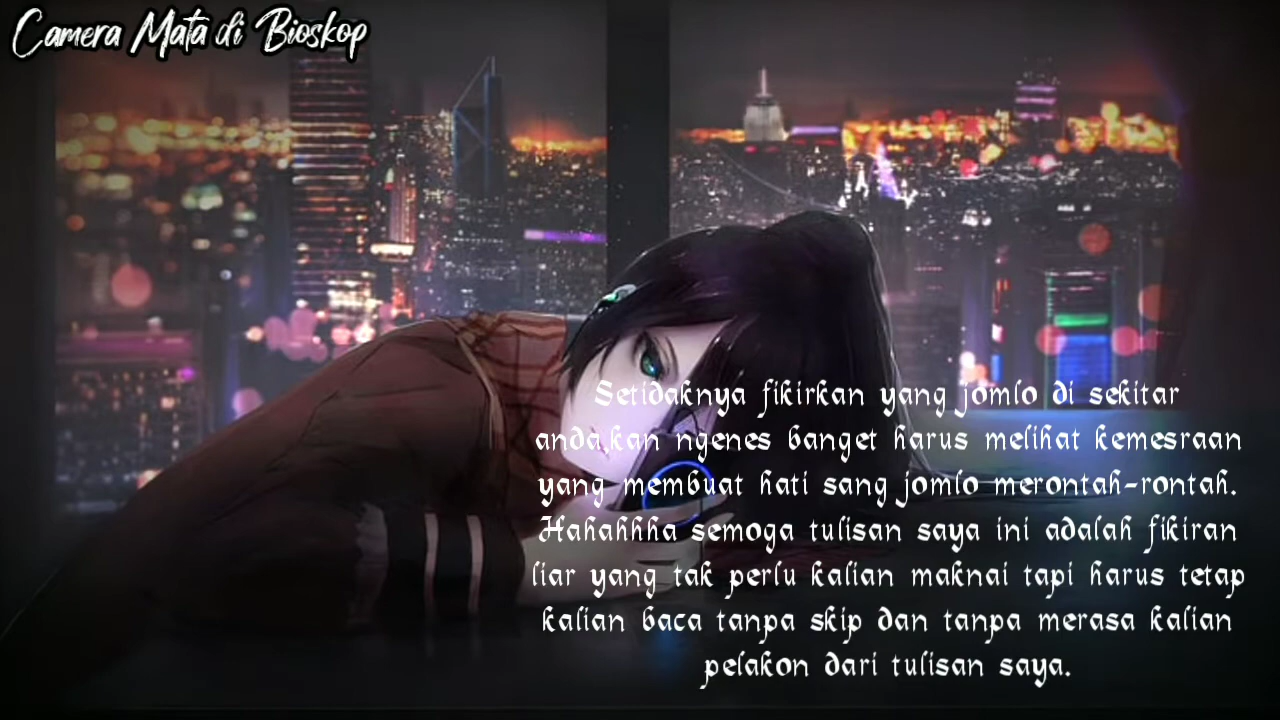 Camera Mata di Bioskop
Setidaknya fikirkan yang jomlo di sekitar
anda,kan ngenes banget harus melihat kemesraan
yang membuat hati sang jomlo merontah-rontah.
Hahahhha semoga tulisan saya ini adalah fikiran
liar yang tak perlu kalian maknai tapi harus tetap
kalian baca tanpa skip dan tanpa merasa kalian
pelakon dari tulisan saya.